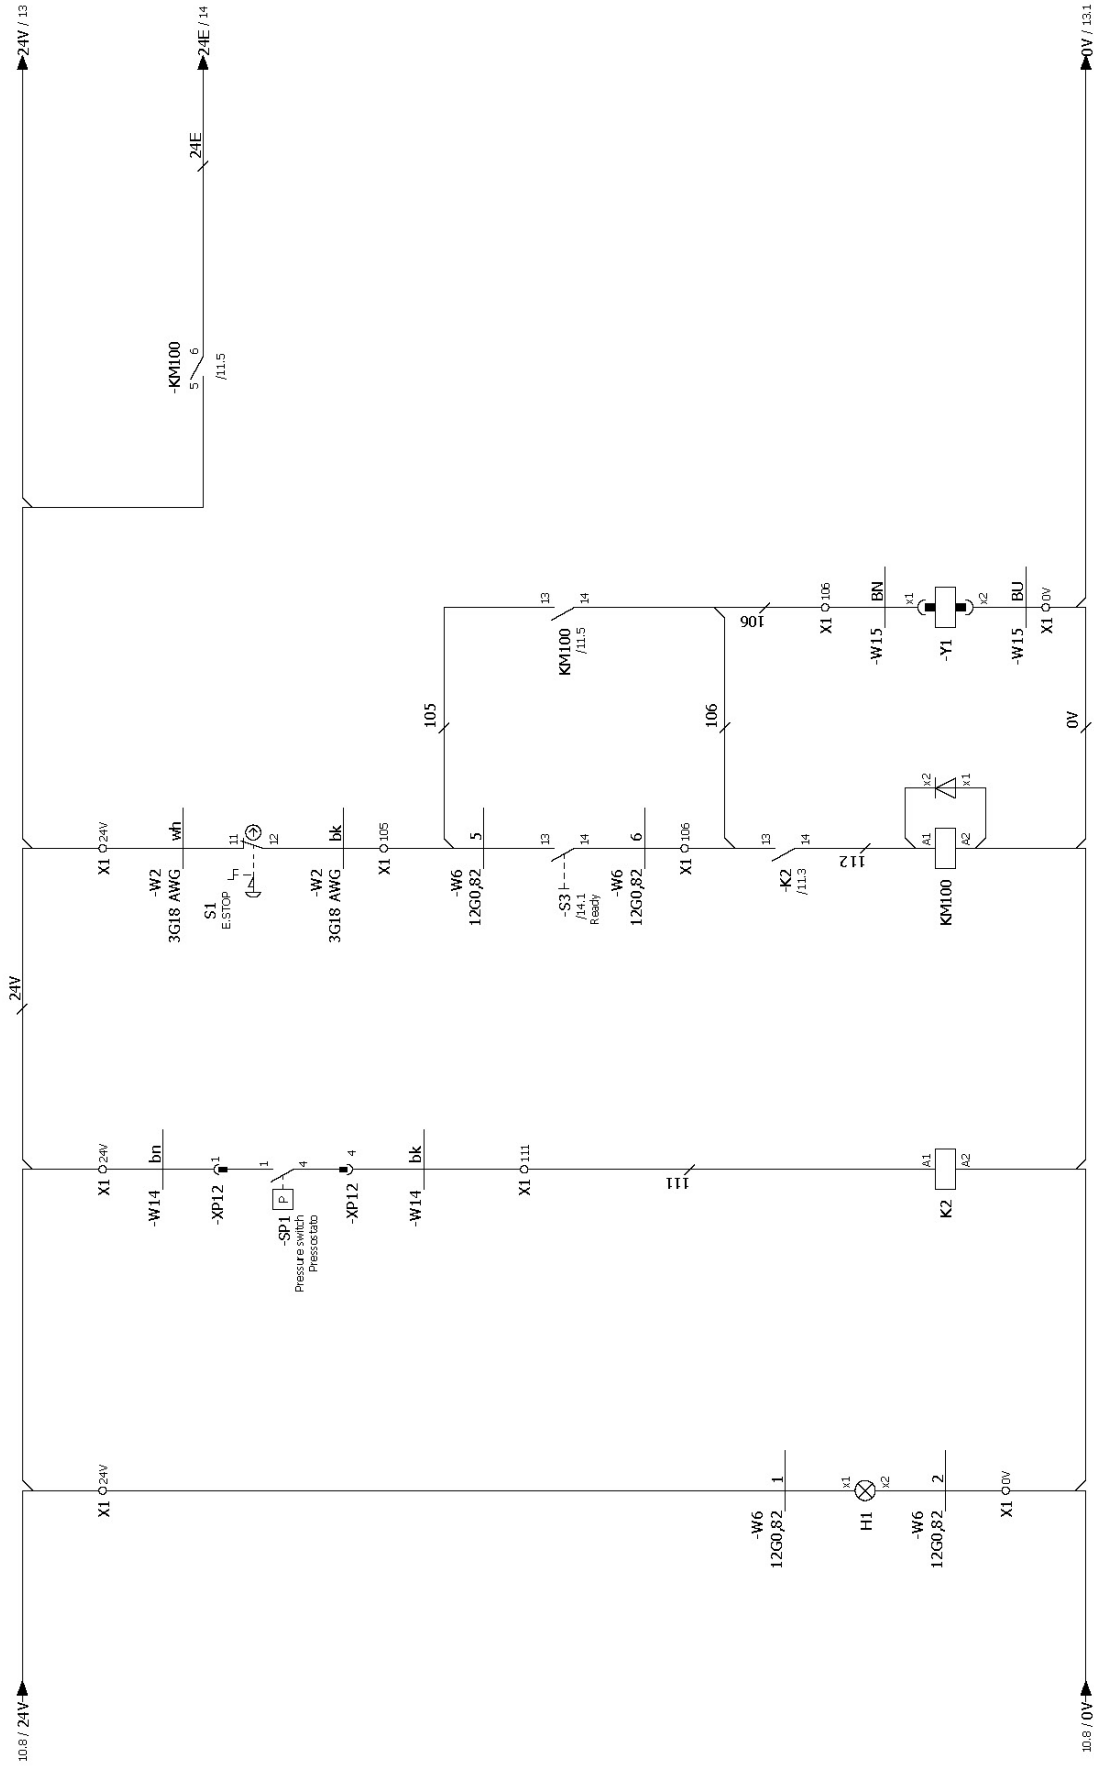 10.8 / 24V
24V
24V / 13
24E
24E / 14
-KM100
5
6
/11.5
X1
24V
X1
24V
X1
24V
-W14
bn
-XP12
1
-SP1
Pressure switch
Pressostato
P
1
4
-XP12
4
-W14
bk
X1
111
111
K2
A1
A2
-W2
3G18 AWG
wh
S1
E.STOP
11
12
-W2
3G18 AWG
bk
X1
105
105
-W6
12G0,82
5
-S3
/14.1
Ready
13
14
KM100
/11.5
13
14
-W6
12G0,82
6
X1
106
106
106
-K2
/11.3
13
14
112
KM100
A1
A2
x2
x1
X1
106
-W15
BN
-Y1
x1
x2
-W15
BU
X1
0V
-W6
12G0,82
1
H1
x1
x2
-W6
12G0,82
2
X1
0V
10.8 / 0V
0V
0V / 13.1